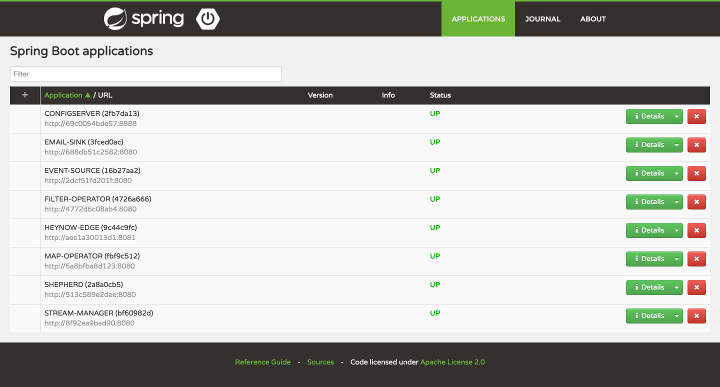 spring
APPLICATIONS JOURNAL ABOUT
Spring Boot applications
Filter
+ Application ▲ / URL Version Info Status
CONFIGSERVER (2fb7da13) UP i Details ×
http://69c0054bde57:8888
EMAIL-SINK (3fced0ac) UP i Details ×
http://688db51c2582:8080
EVENT-SOURCE (16b27aa2) UP i Details ×
http://2dcf51fd201f:8080
FILTER-OPERATOR (4726a666) UP i Details ×
http://4772d6c08ab4:8080
HEYNOW-EDGE (9c44c9fc) UP i Details ×
http://aee1a30013d1:8081
MAP-OPERATOR (fbf9c512) UP i Details ×
http://5a8bfba8d123:8080
SHEPHERD (2a8a0cb5) UP i Details ×
http://513c589e2dee:8080
STREAM-MANAGER (bf60982d) UP i Details ×
http://8f92ea9bad90:8080
Reference Guide - Sources - Code licensed under Apache License 2.0